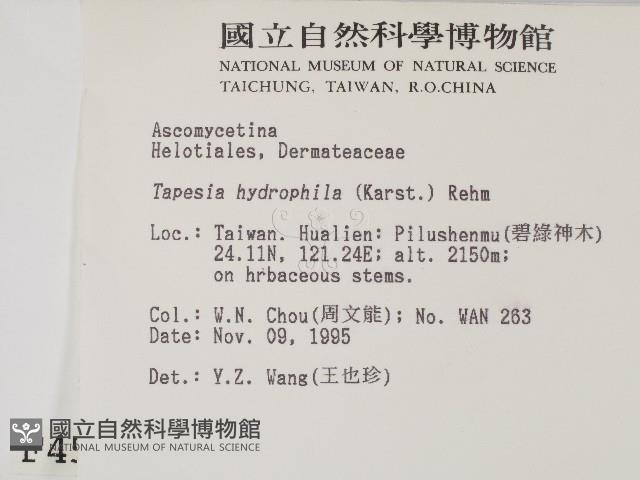 國立自然科學博物館
NATIONAL MUSEUM OF NATURAL SCIENCE
TAICHUNG, TAIWAN, R.O.CHINA
Ascomycetina
Helotiales, Dermateaceae
Tapesia hydrophila (Karst.) Rehm
Loc.: Taiwan. Hualien: Pilushenmu(碧綠神木)
24.11N, 121.24E; alt. 2150m;
on hrbaceous stems.
Col.: W.N. Chou(周文能); No. WAN 263
Date: Nov. 09, 1995
Det.: Y.Z. Wang(王也珍)
國立自然科學博物館
NATIONAL MUSEUM OF NATURAL SCIENCE